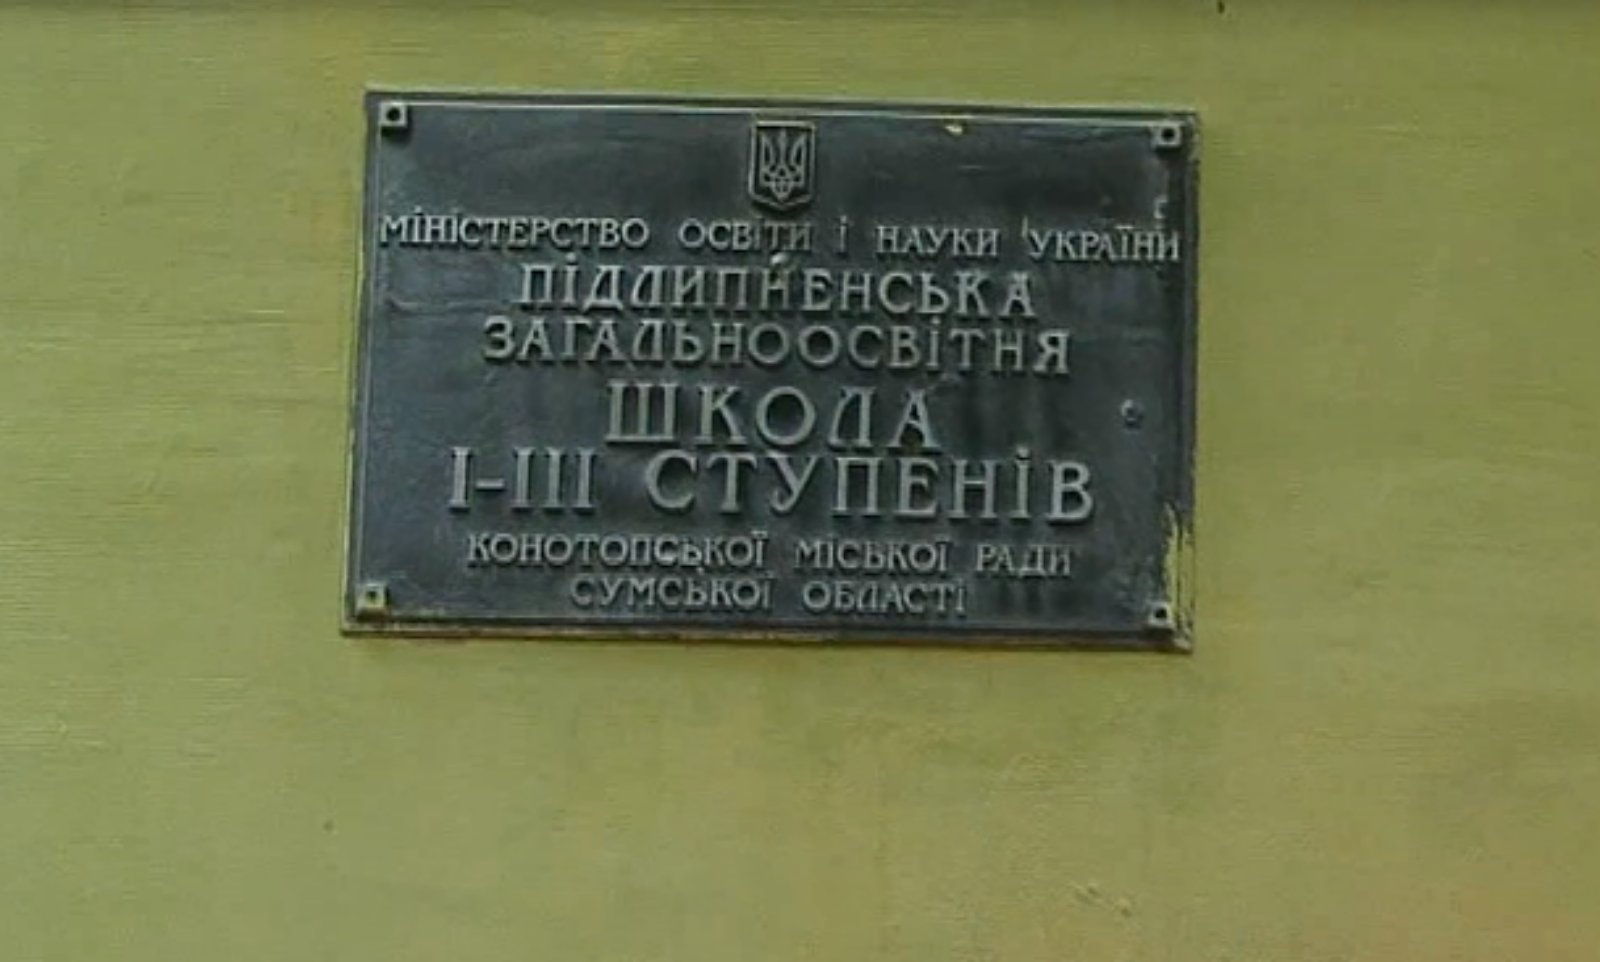 МІНІСТЕРСТВО ОСВІТИ І НАУКИ УКРАЇНИ
ПІДЛИПНЕНСЬКА
ЗАГАЛЬНООСВІТНЯ
ШКОЛА
І-ІІІ СТУПЕНІВ
КОНОТОПСЬКОЇ МІСЬКОЇ РАДИ
СУМСЬКОЇ ОБЛАСТІ